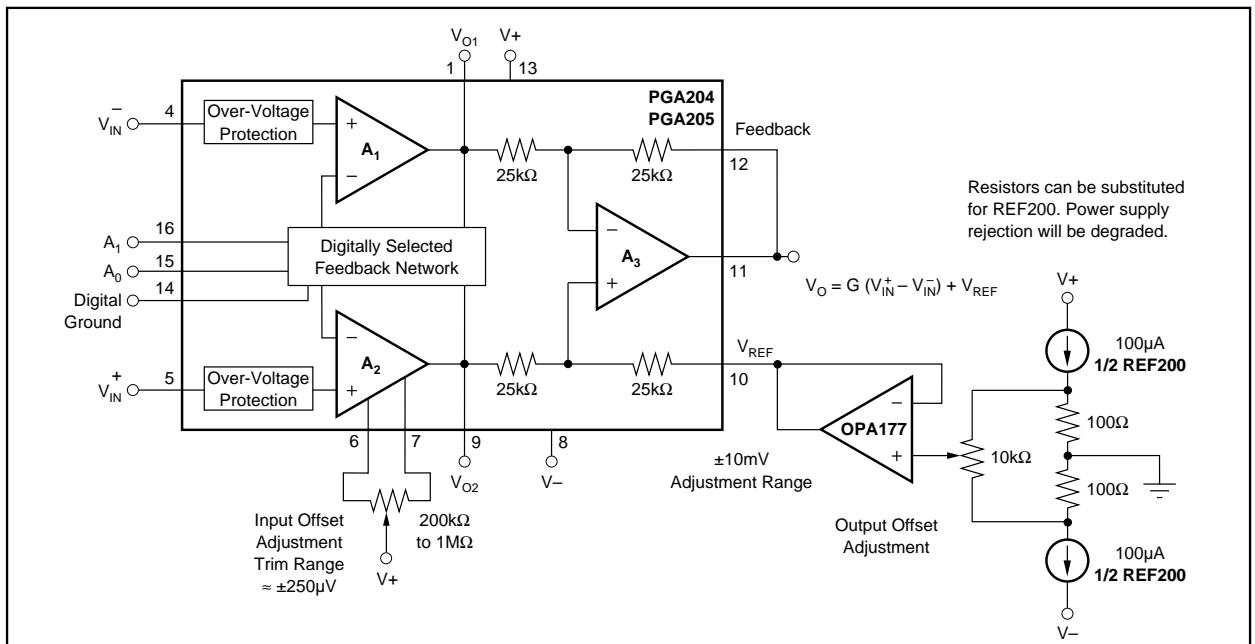 V_O1
V+
1
13
PGA204
PGA205
V_IN^–
4
Over-Voltage
Protection
+
A_1
–
25kΩ
25kΩ
Feedback
12
A_1
16
A_0
15
Digital
Ground
14
Digitally Selected
Feedback Network
–
A_3
+
11
V_O = G (V_IN^+ – V_IN^–) + V_REF
V_IN^+
5
Over-Voltage
Protection
–
A_2
+
25kΩ
25kΩ
V_REF
10
6
7
9
8
V_O2
V–
Input Offset
Adjustment
Trim Range
≈ ±250µV
200kΩ
to 1MΩ
V+
±10mV
Adjustment Range
–
OPA177
+
10kΩ
Output Offset
Adjustment
Resistors can be substituted
for REF200. Power supply
rejection will be degraded.
V+
100µA
1/2 REF200
100Ω
100Ω
100µA
1/2 REF200
V–